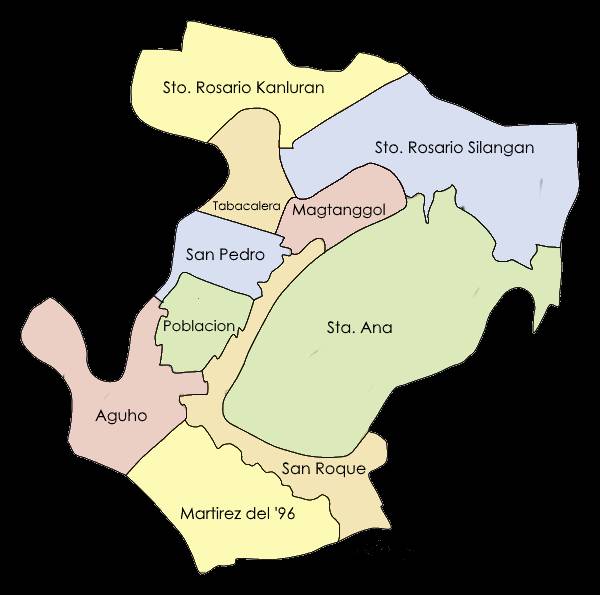 Sto. Rosario Kanluran
Sto. Rosario Silangan
Tabacalera
Magtanggol
San Pedro
Poblacion
Sta. Ana
Aguho
San Roque
Martirez del '96